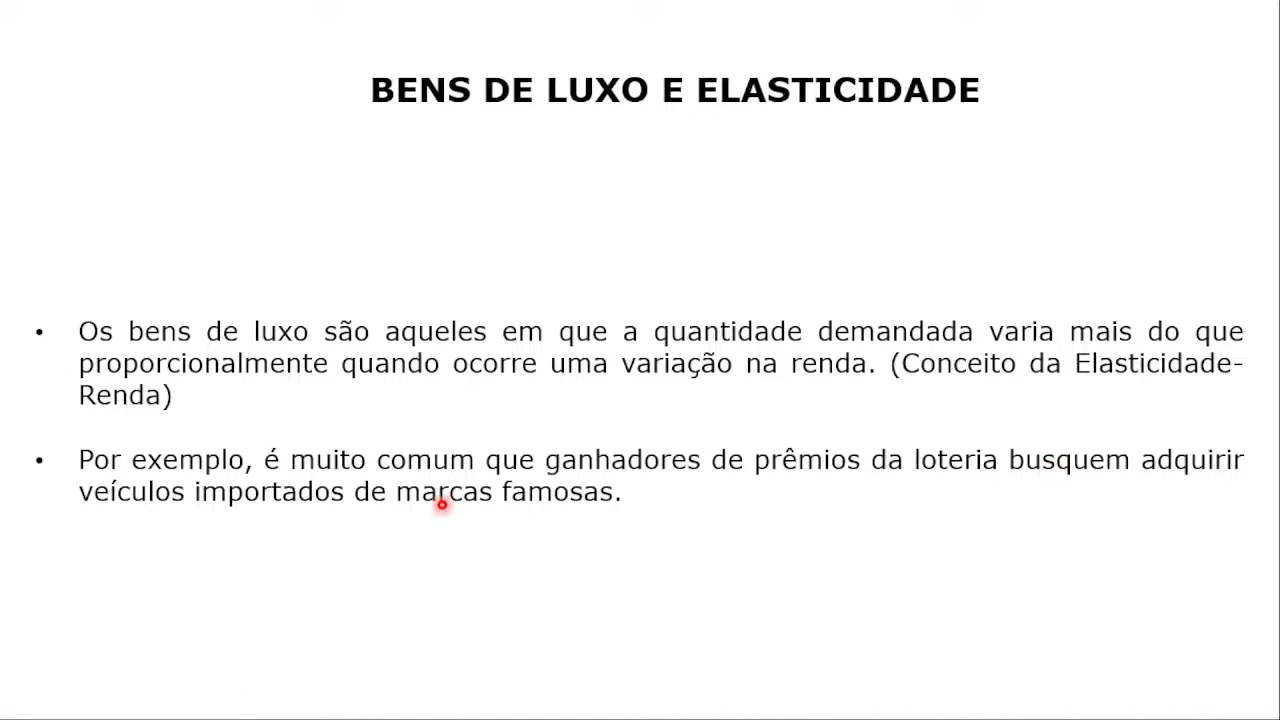 BENS DE LUXO E ELASTICIDADE
• Os bens de luxo são aqueles em que a quantidade demandada varia mais do que
proporcionalmente quando ocorre uma variação na renda. (Conceito da Elasticidade-
Renda)
• Por exemplo, é muito comum que ganhadores de prêmios da loteria busquem adquirir
veículos importados de marcas famosas.